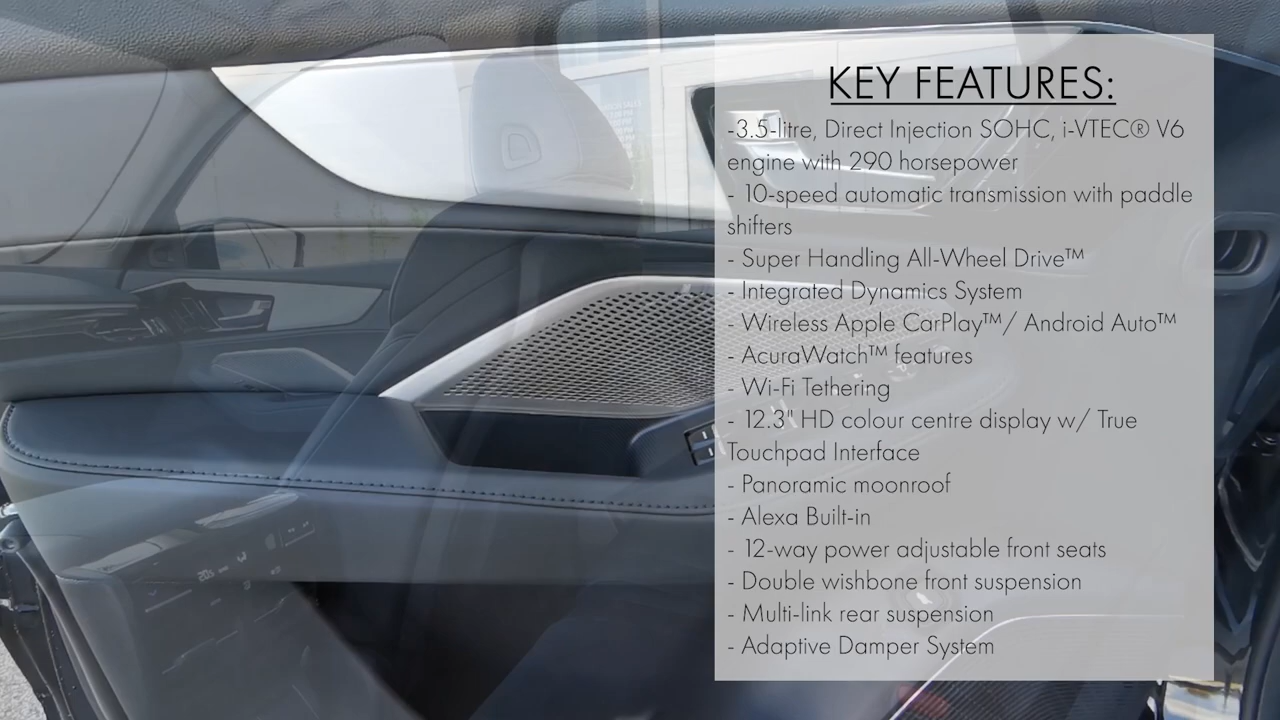 KEY FEATURES:
-3.5-litre, Direct Injection SOHC, i-VTEC® V6
engine with 290 horsepower
- 10-speed automatic transmission with paddle
shifters
- Super Handling All-Wheel Drive™
- Integrated Dynamics System
- Wireless Apple CarPlay™/ Android Auto™
- AcuraWatch™ features
- Wi-Fi Tethering
- 12.3" HD colour centre display w/ True
Touchpad Interface
- Panoramic moonroof
- Alexa Built-in
- 12-way power adjustable front seats
- Double wishbone front suspension
- Multi-link rear suspension
- Adaptive Damper System